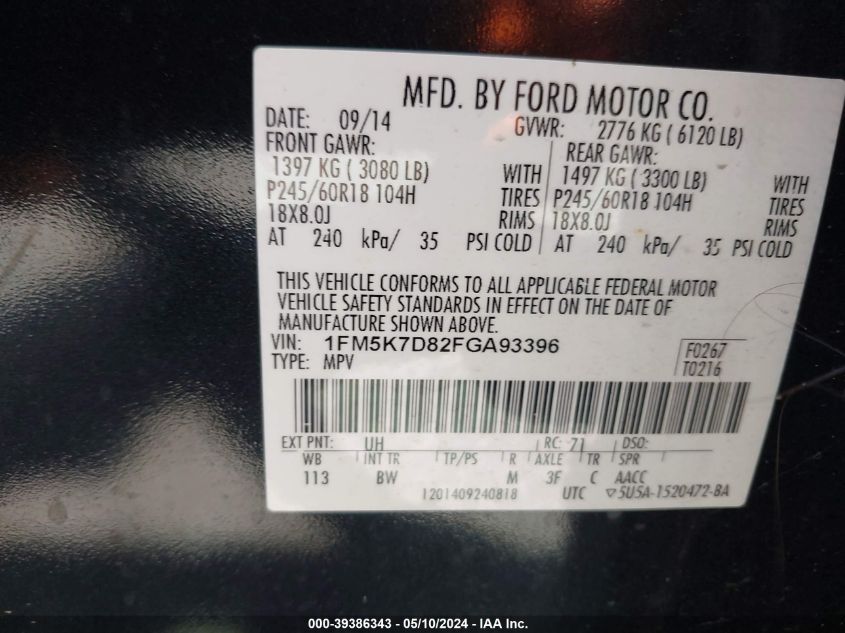 MFD. BY FORD MOTOR CO.
DATE: 09/14 GVWR: 2776 KG ( 6120 LB)
FRONT GAWR: REAR GAWR:
1397 KG ( 3080 LB) WITH 1497 KG ( 3300 LB) WITH
P245/60R18 104H TIRES P245/60R18 104H TIRES
18X8.0J RIMS 18X8.0J RIMS
AT 240 kPa/ 35 PSI COLD AT 240 kPa/ 35 PSI COLD
THIS VEHICLE CONFORMS TO ALL APPLICABLE FEDERAL MOTOR
VEHICLE SAFETY STANDARDS IN EFFECT ON THE DATE OF
MANUFACTURE SHOWN ABOVE.
VIN: 1FM5K7D82FGA93396
TYPE: MPV
F0267
T0216
EXT PNT: UH RC: 71 DSO:
WB INT TR TP/PS R AXLE TR SPR
113 BW M 3F C AACC
1201409240818 UTC ▽5U5A-1520472-BA
000-39386343 - 05/10/2024 - IAA Inc.